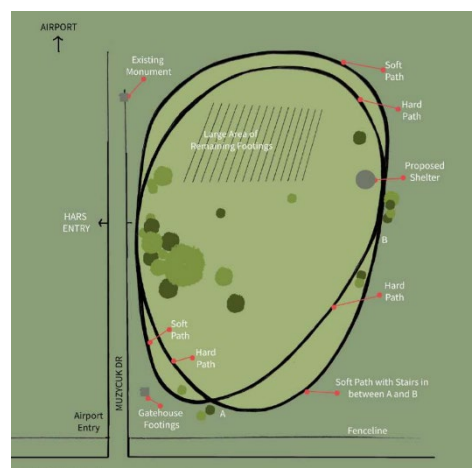 AIRPORT
Existing
Monument
Soft
Path
Hard
Path
Large Area of
Remaining Footings
Proposed
Shelter
HARS
ENTRY
B
Hard
Path
Soft
Path
Hard
Path
MUZYCUK DR
Soft Path with Stairs in
between A and B
A
Airport
Entry
Gatehouse
Footings
Fenceline